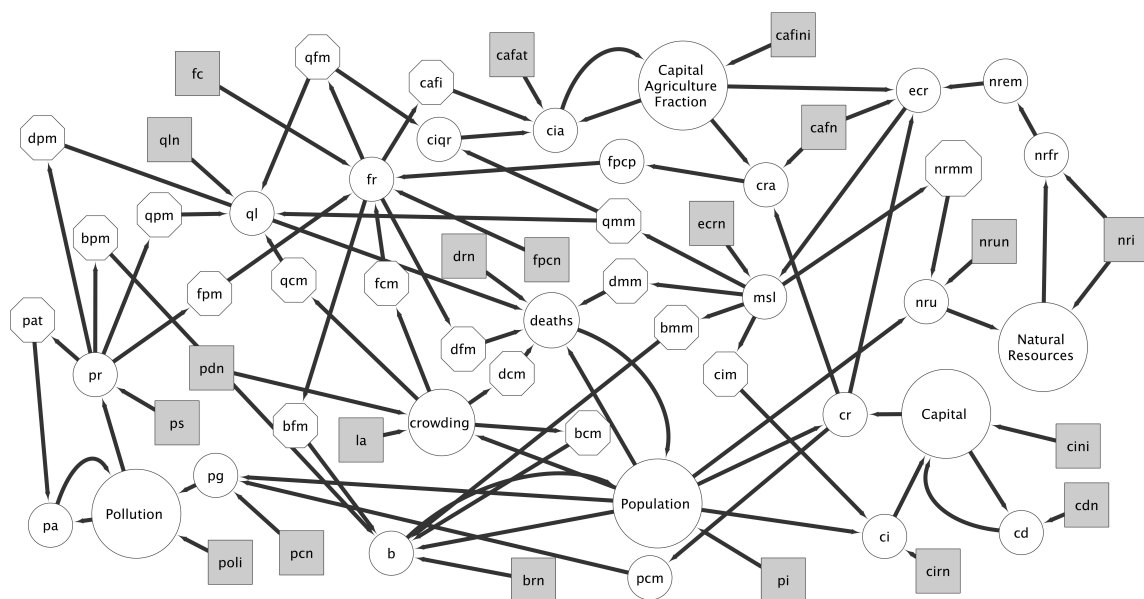 cafini
qfm
cafat
fc
Capital
Agriculture
Fraction
cafi
nrem
ecr
cafn
dpm
qln
ciqr
cia
nrfr
fpcp
nrmm
fr
cra
ql
qpm
qmm
ecrn
bpm
nrun
nri
drn
fpcn
fpm
qcm
fcm
dmm
msl
nru
pat
deaths
bmm
dfm
Natural
Resources
pr
pdn
dcm
cim
ps
bfm
la
crowding
bcm
cr
Capital
cini
pg
Population
cdn
pa
Pollution
pcn
b
ci
cd
poli
brn
pcm
pi
cirn